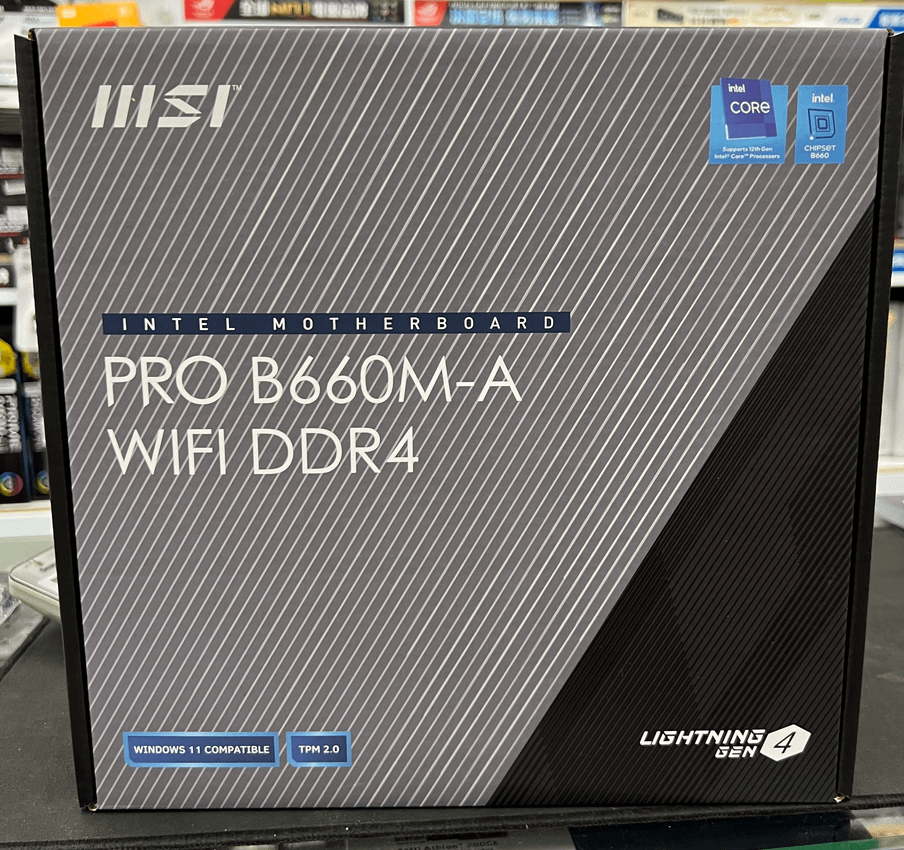 msi™
intel
CORE
Supports 12th Gen
Intel® Core™ Processors
intel
CHIPSET
B660
INTEL MOTHERBOARD
PRO B660M-A
WIFI DDR4
WINDOWS 11 COMPATIBLE
TPM 2.0
LIGHTNING
GEN 4